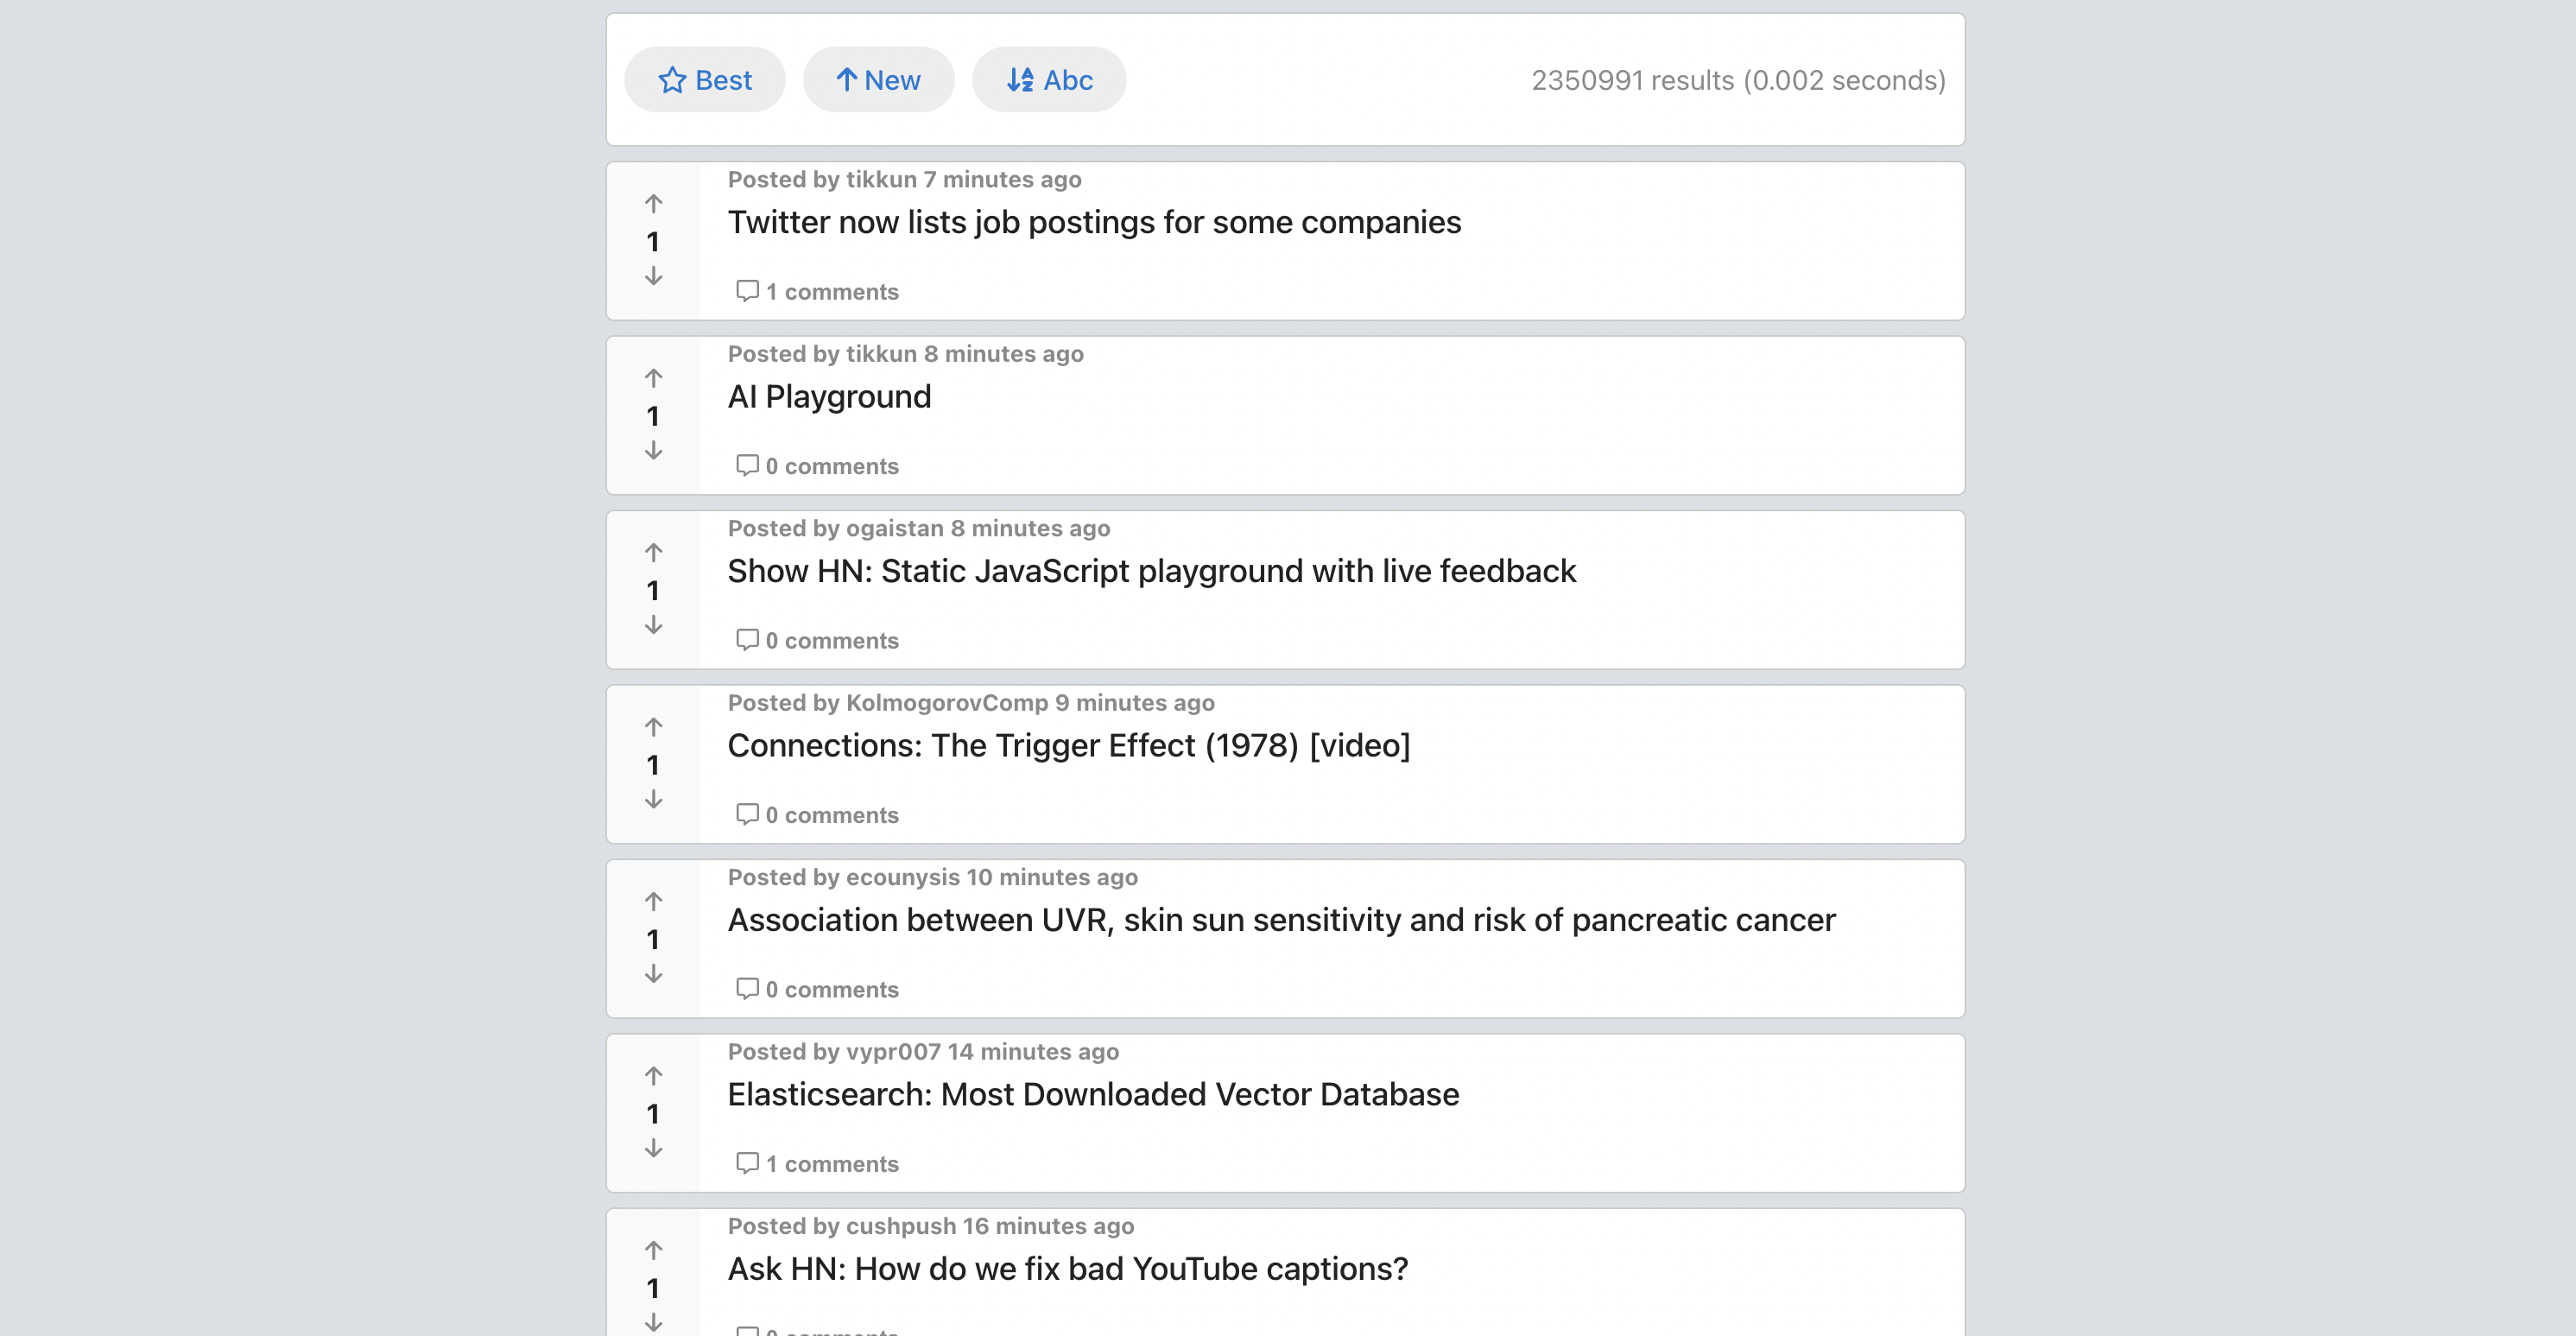 Best New Abc 2350991 results (0.002 seconds)
Posted by tikkun 7 minutes ago
Twitter now lists job postings for some companies
1
1 comments
Posted by tikkun 8 minutes ago
AI Playground
1
0 comments
Posted by ogaistan 8 minutes ago
Show HN: Static JavaScript playground with live feedback
1
0 comments
Posted by KolmogorovComp 9 minutes ago
Connections: The Trigger Effect (1978) [video]
1
0 comments
Posted by ecounysis 10 minutes ago
Association between UVR, skin sun sensitivity and risk of pancreatic cancer
1
0 comments
Posted by vypr007 14 minutes ago
Elasticsearch: Most Downloaded Vector Database
1
1 comments
Posted by cushpush 16 minutes ago
Ask HN: How do we fix bad YouTube captions?
1